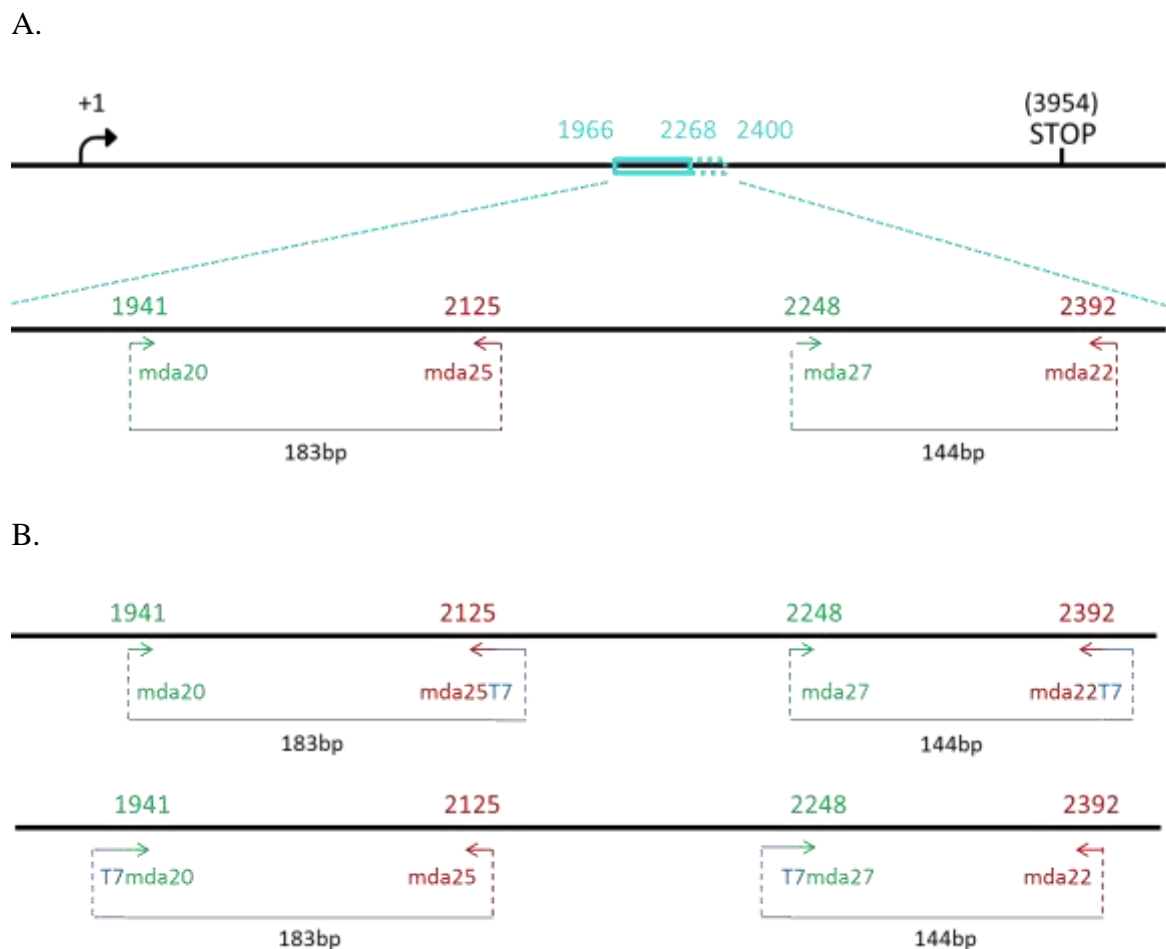 A.
(3954)
+1
1966 2268 2400 STOP
1941 2125 2248 2392
mda20 mda25 mda27 mda22
183bp 144bp
B.
1941 2125 2248 2392
mda20 mda25T7 mda27 mda22T7
183bp 144bp
1941 2125 2248 2392
T7mda20 mda25 T7mda27 mda22
183bp 144bp